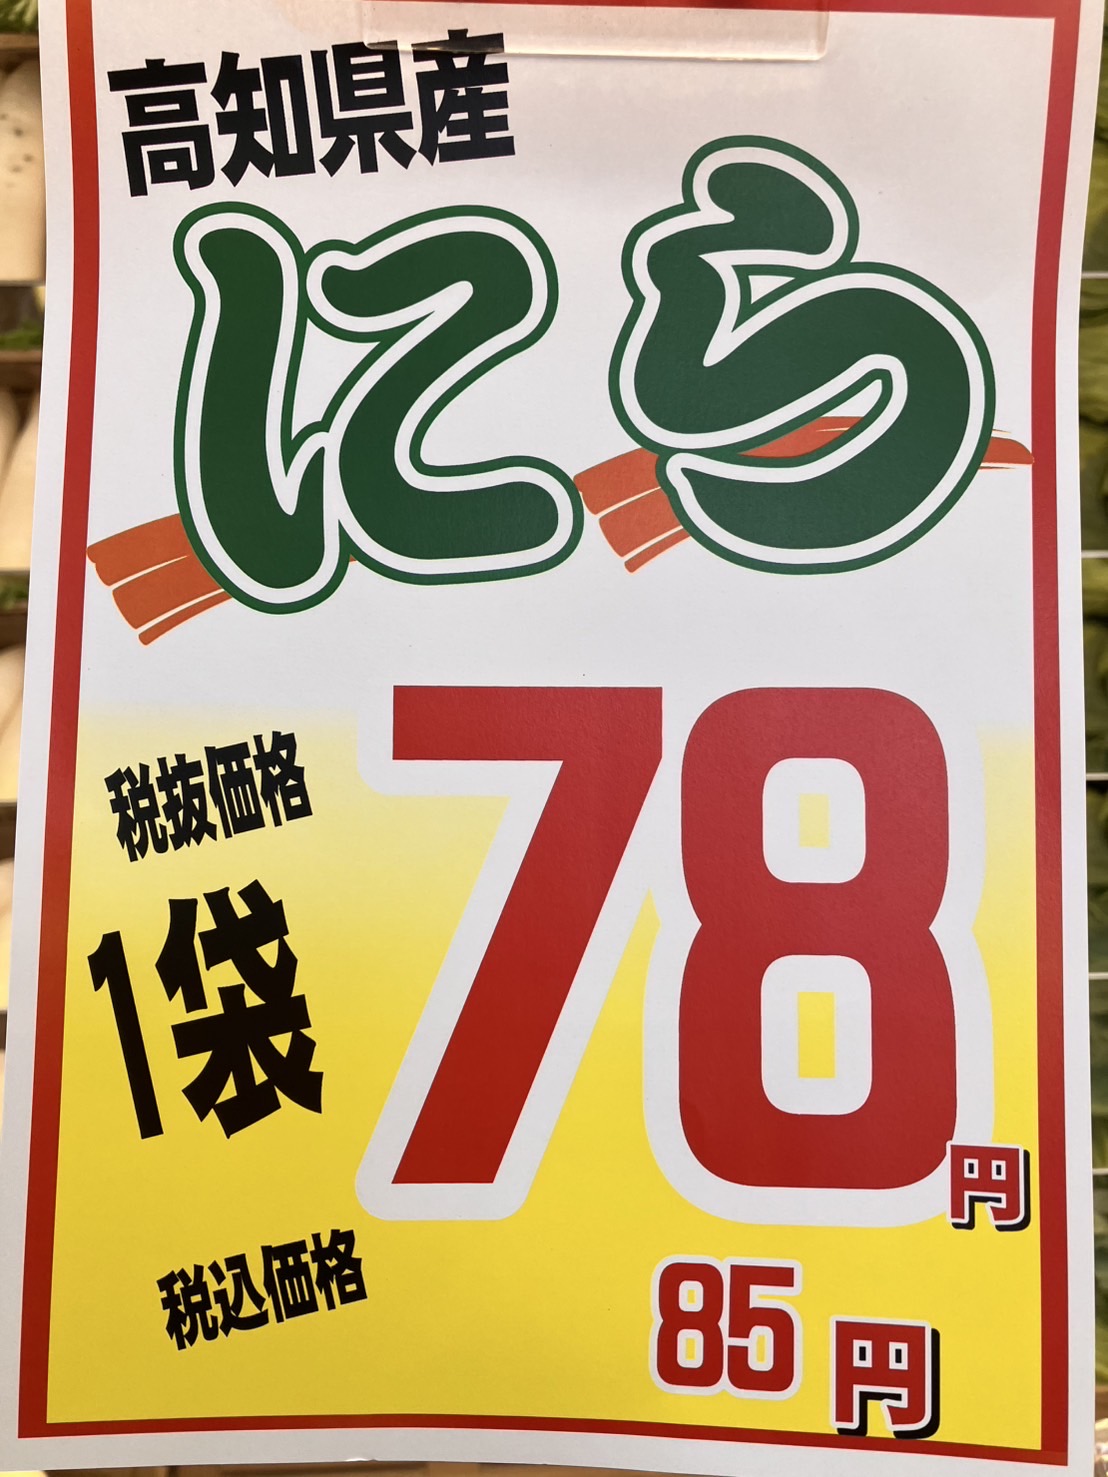 高知県産
にら
税抜価格
1袋
78円
税込価格
85円